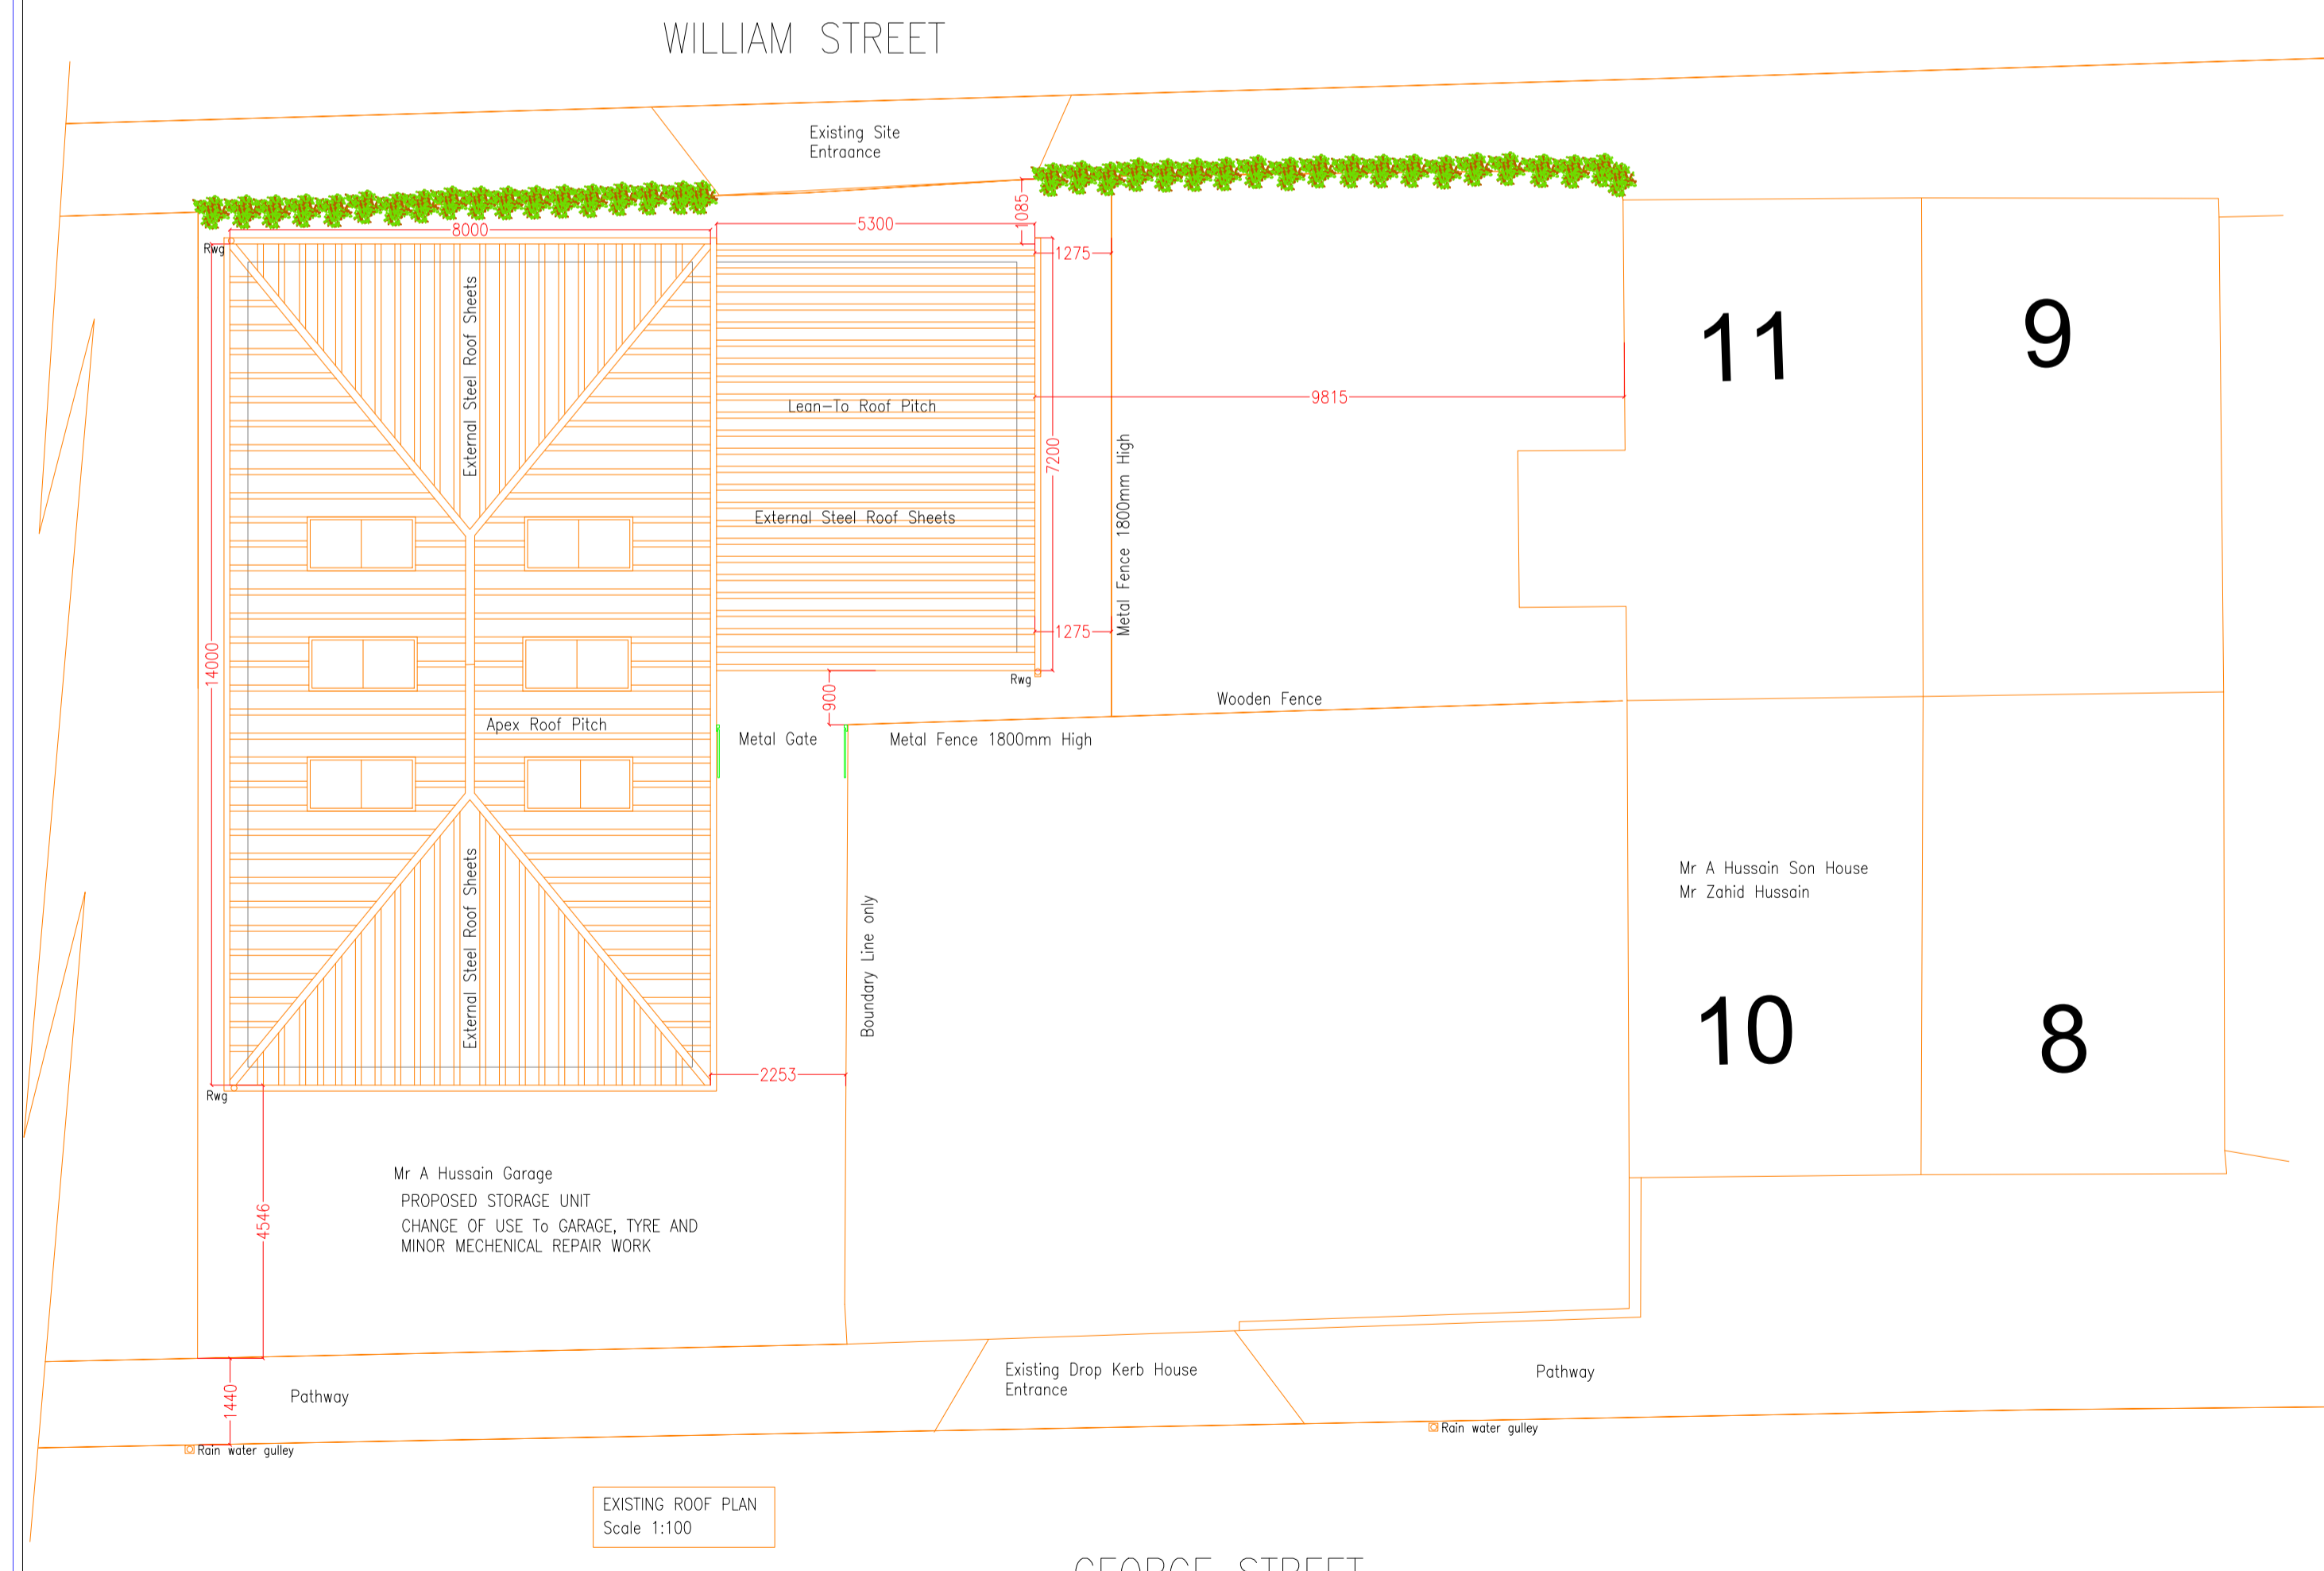 WILLIAM STREET
Existing Site
Entraance
1085
8000
5300
Rwg
1275
External Steel Roof Sheets
11
9
9815
Lean-To Roof Pitch
7200
Metal Fence 1800mm High
External Steel Roof Sheets
1275
14000
Rwg
900
Wooden Fence
Apex Roof Pitch
Metal Gate
Metal Fence 1800mm High
Mr A Hussain Son House
Mr Zahid Hussain
External Steel Roof Sheets
Boundary Line only
10
8
2253
Rwg
Mr A Hussain Garage
PROPOSED STORAGE UNIT
CHANGE OF USE To GARAGE, TYRE AND
MINOR MECHENICAL REPAIR WORK
4546
Existing Drop Kerb House
Entrance
Pathway
1440
Pathway
Rain water gulley
Rain water gulley
EXISTING ROOF PLAN
Scale 1:100
GEORGE STREET